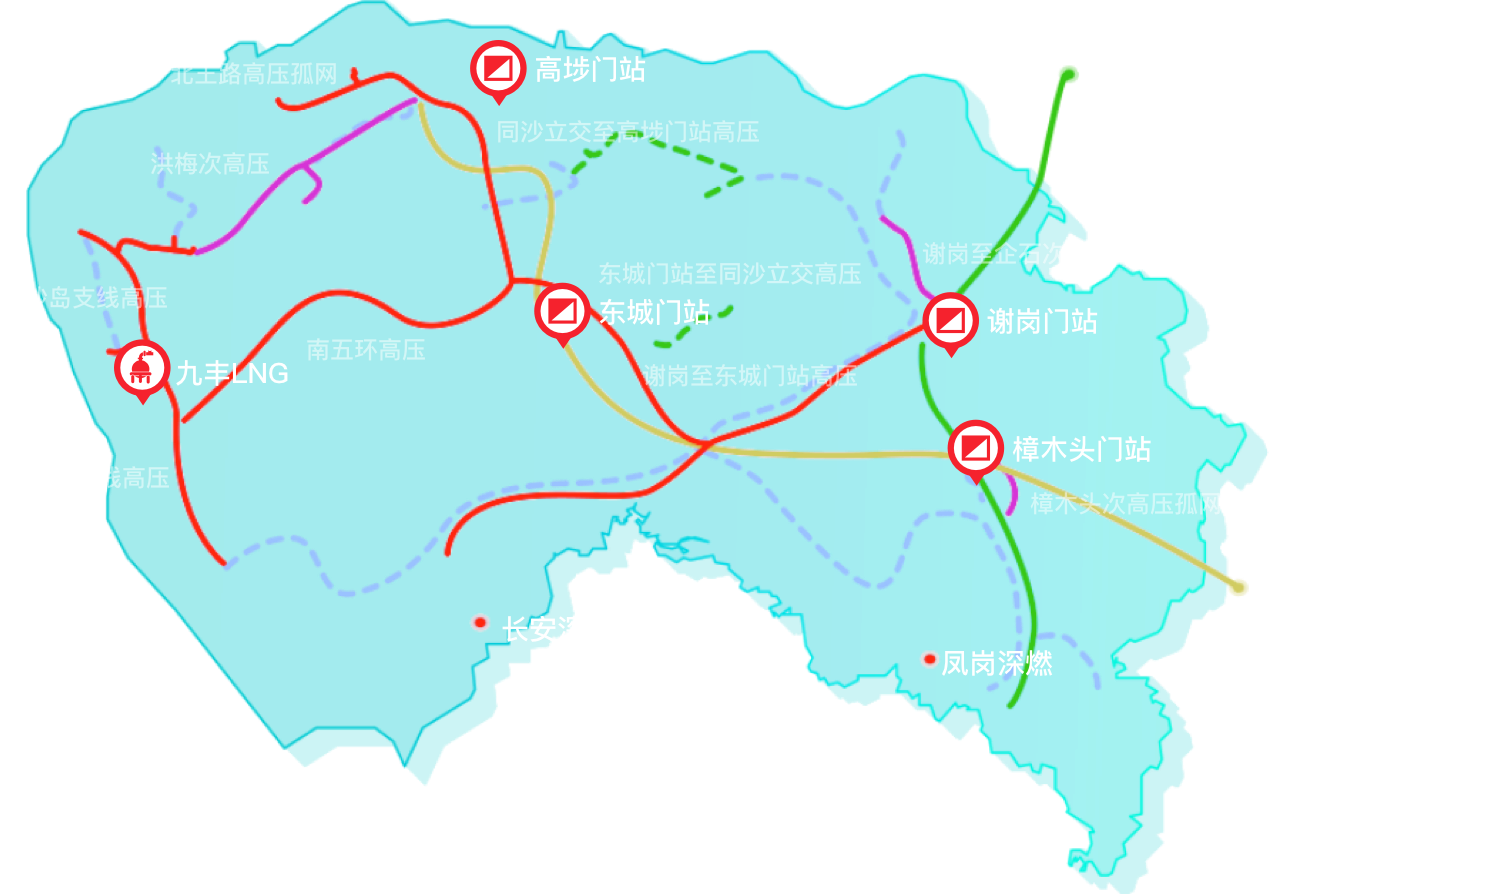 高埗门站
北王路高压孤网
同沙立交至高埗门站高压
洪梅次高压
谢岗至企石次
东城门站至同沙立交高压
岛支线高压
东城门站
谢岗门站
南五环高压
九丰LNG
谢岗至东城门站高压
樟木头门站
线高压
樟木头次高压孤网
长安深
凤岗深燃